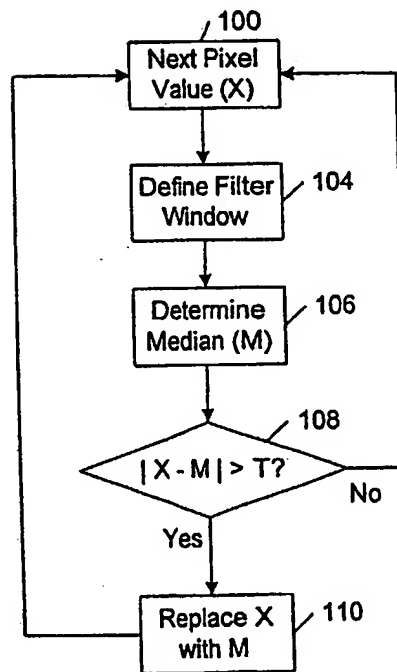 100
Next Pixel
Value (X)
104
Define Filter
Window
106
Determine
Median (M)
108
| X - M | > T?
No
Yes
Replace X
with M
110